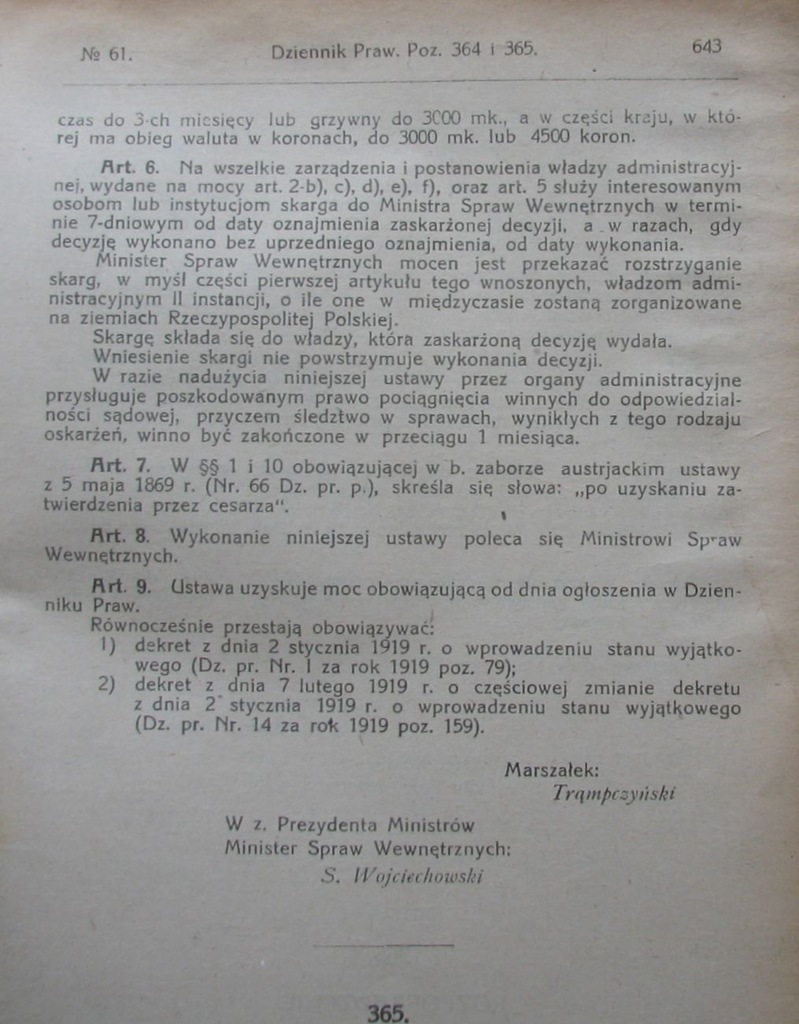 № 61.
Dziennik Praw. Poz. 364 i 365.
643
czas do 3-ch miesięcy lub grzywny do 3000 mk., a w części kraju, w któ-
rej ma obieg waluta w koronach, do 3000 mk. lub 4500 koron.
Art. 6. Na wszelkie zarządzenia i postanowienia władzy administracyj-
nej, wydane na mocy art. 2-b), c), d), e), f), oraz art. 5 służy interesowanym
osobom lub instytucjom skarga do Ministra Spraw Wewnętrznych w termi-
nie 7-dniowym od daty oznajmienia zaskarżonej decyzji, a w razach, gdy
decyzję wykonano bez uprzedniego oznajmienia, od daty wykonania.
Minister Spraw Wewnętrznych mocen jest przekazać rozstrzyganie
skarg, w myśl części pierwszej artykułu tego wnoszonych, władzom admi-
nistracyjnym II instancji, o ile one w międzyczasie zostaną zorganizowane
na ziemiach Rzeczypospolitej Polskiej.
Skargę składa się do władzy, która zaskarżoną decyzję wydała.
Wniesienie skargi nie powstrzymuje wykonania decyzji.
W razie nadużycia niniejszej ustawy przez organy administracyjne
przysługuje poszkodowanym prawo pociągnięcia winnych do odpowiedzial-
ności sądowej, przyczem śledztwo w sprawach, wynikłych z tego rodzaju
oskarżeń, winno być zakończone w przeciągu 1 miesiąca.
Art. 7. W §§ 1 i 10 obowiązującej w b. zaborze austrjackim ustawy
z 5 maja 1869 r. (Nr. 66 Dz. pr. p.), skreśla się słowa: „po uzyskaniu za-
twierdzenia przez cesarza".
Art. 8. Wykonanie niniejszej ustawy poleca się Ministrowi Spraw
Wewnętrznych.
Art. 9. Ustawa uzyskuje moc obowiązującą od dnia ogłoszenia w Dzien-
niku Praw.
Równocześnie przestają obowiązywać:
1) dekret z dnia 2 stycznia 1919 r. o wprowadzeniu stanu wyjątko-
wego (Dz. pr. Nr. 1 za rok 1919 poz. 79);
2) dekret z dnia 7 lutego 1919 r. o częściowej zmianie dekretu
z dnia 2 stycznia 1919 r. o wprowadzeniu stanu wyjątkowego
(Dz. pr. Nr. 14 za rok 1919 poz. 159).
Marszałek:
Trąmpczyński
W z. Prezydenta Ministrów
Minister Spraw Wewnętrznych:
S. Wojciechowski
365.